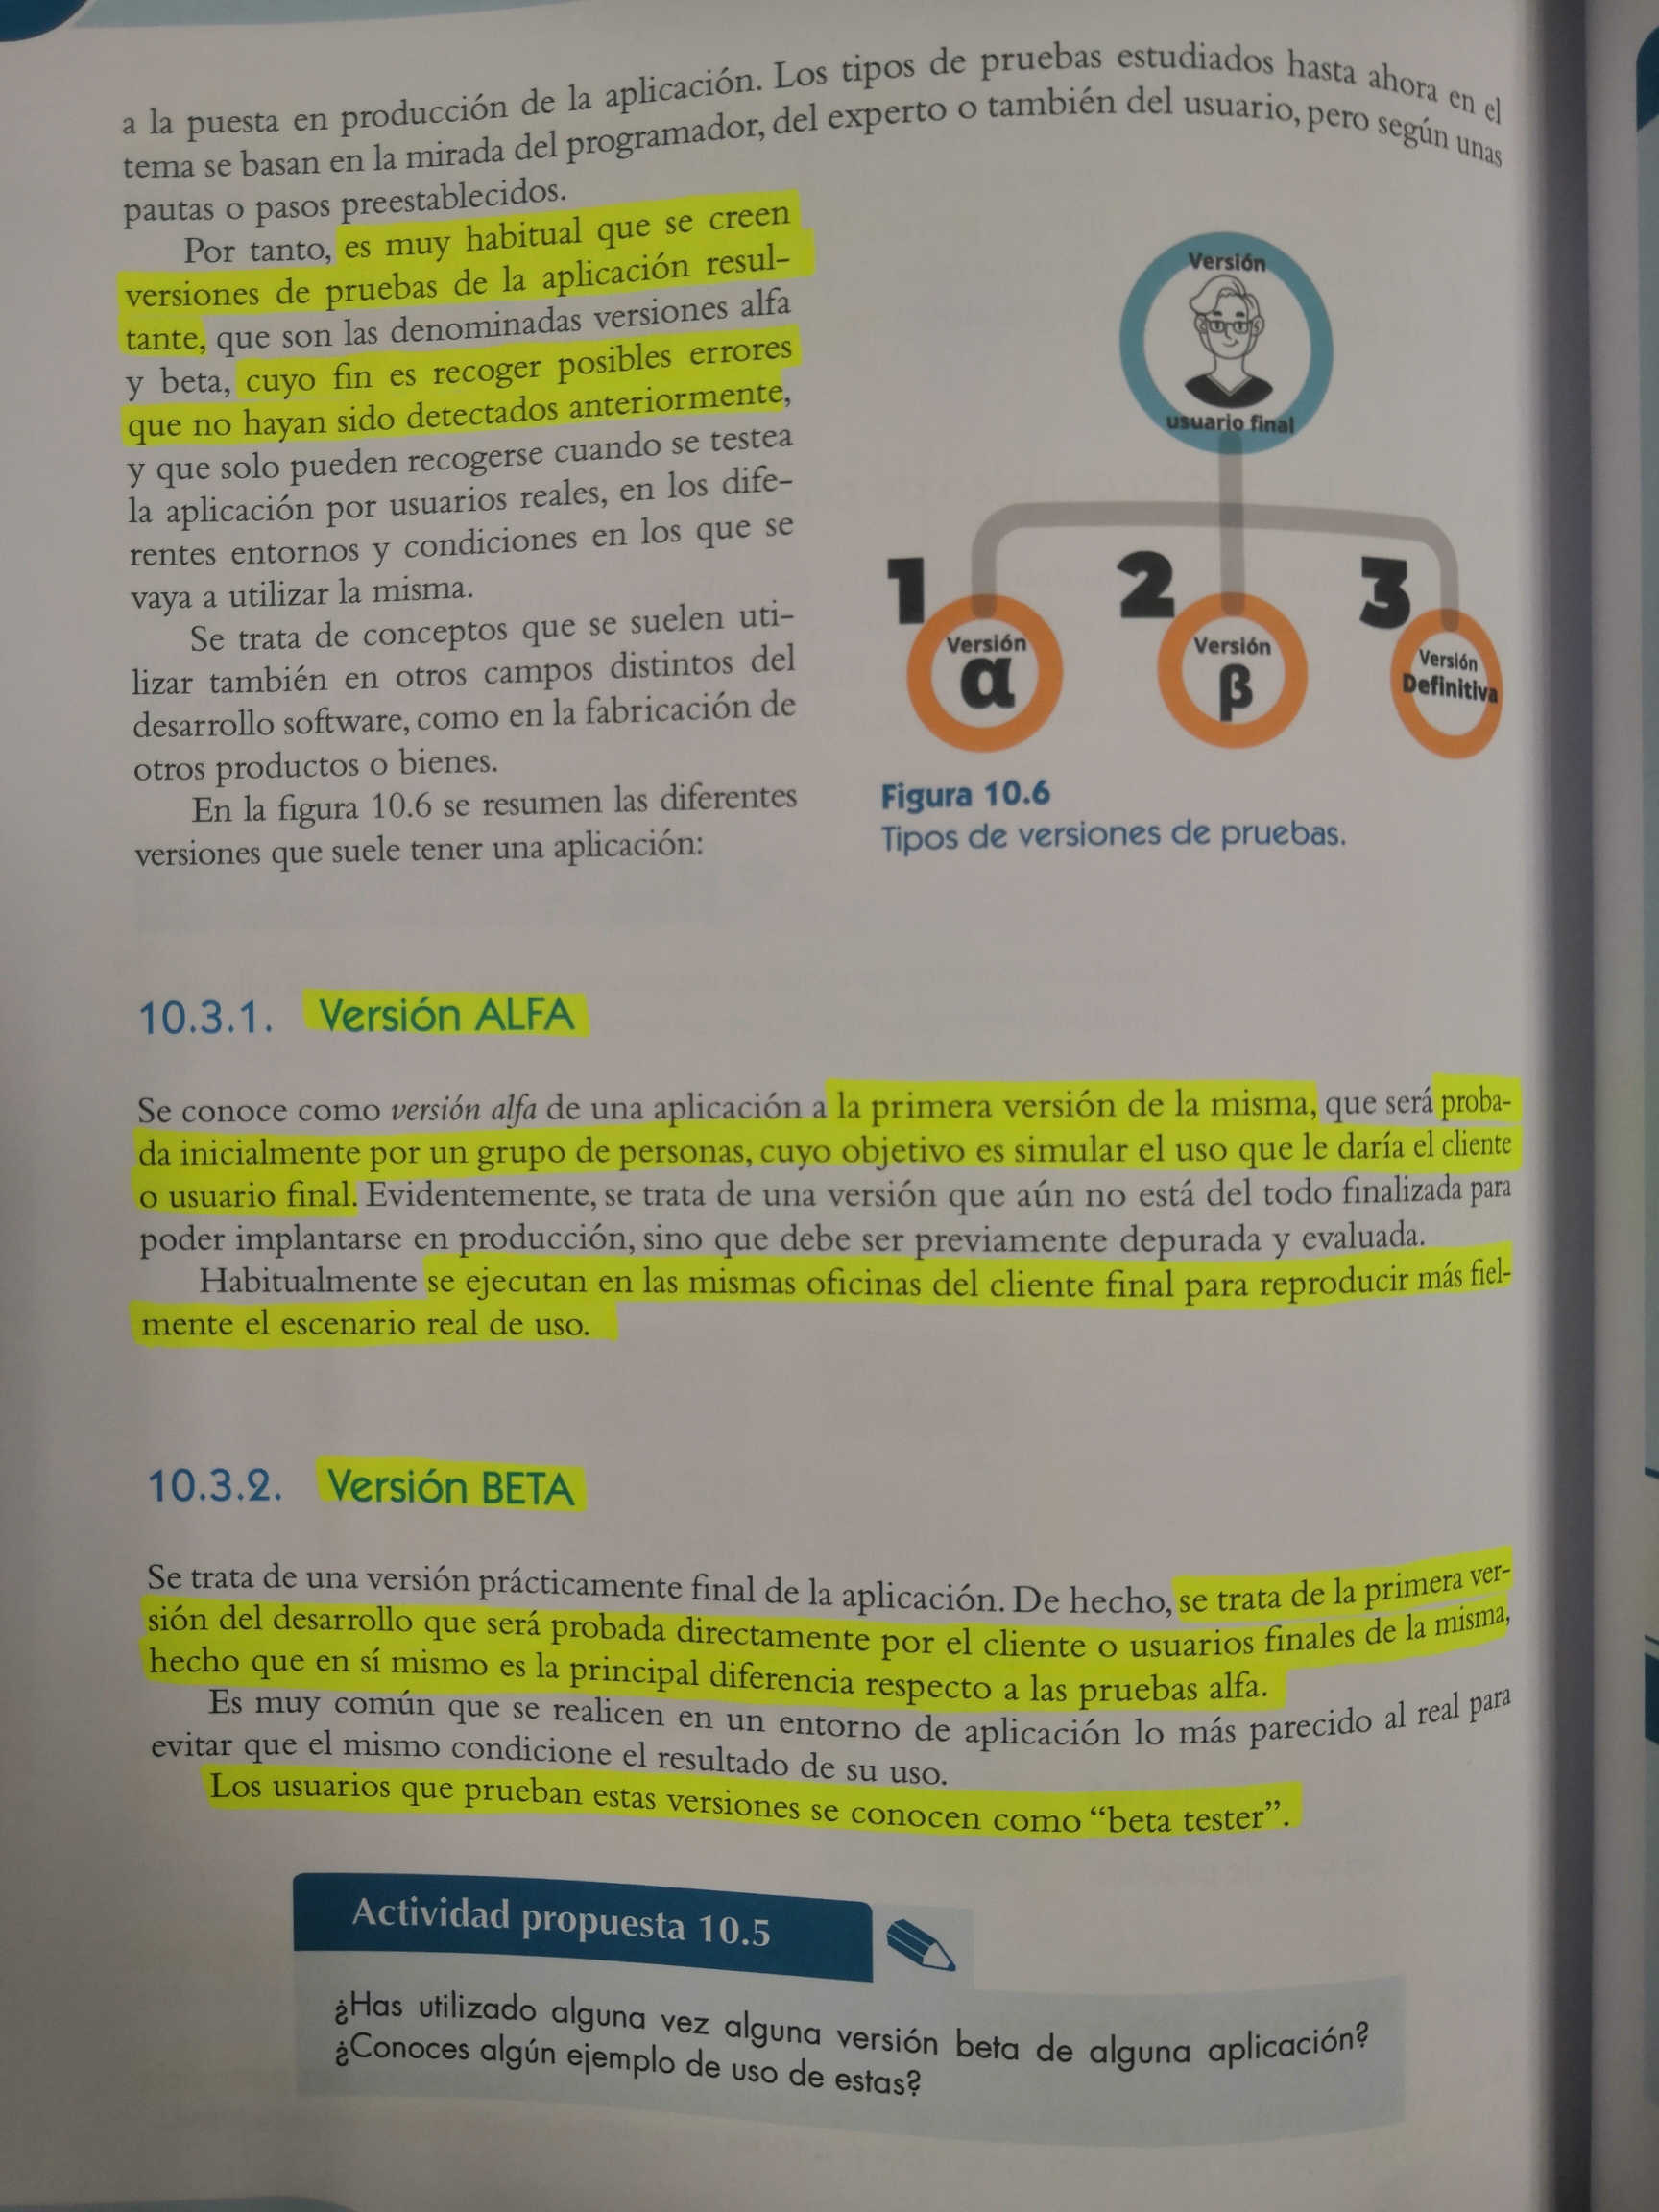 a la puesta en producción de la aplicación. Los tipos de pruebas estudiados hasta ahora en el
tema se basan en la mirada del programador, del experto o también del usuario, pero según unas
pautas o pasos preestablecidos.
Por tanto, es muy habitual que se creen
versiones de pruebas de la aplicación resul-
tante, que son las denominadas versiones alfa
y beta, cuyo fin es recoger posibles errores
que no hayan sido detectados anteriormente,
y que solo pueden recogerse cuando se testea
la aplicación por usuarios reales, en los dife-
rentes entornos y condiciones en los que se
vaya a utilizar la misma.
Se trata de conceptos que se suelen uti-
lizar también en otros campos distintos del
desarrollo software, como en la fabricación de
otros productos o bienes.
En la figura 10.6 se resumen las diferentes
versiones que suele tener una aplicación:
Versión
usuario final
1
Versión
α
2
Versión
β
3
Versión
Definitiva
Figura 10.6
Tipos de versiones de pruebas.
10.3.1. Versión ALFA
Se conoce como versión alfa de una aplicación a la primera versión de la misma, que será proba-
da inicialmente por un grupo de personas, cuyo objetivo es simular el uso que le daría el cliente
o usuario final. Evidentemente, se trata de una versión que aún no está del todo finalizada para
poder implantarse en producción, sino que debe ser previamente depurada y evaluada.
Habitualmente se ejecutan en las mismas oficinas del cliente final para reproducir más fiel-
mente el escenario real de uso.
10.3.2. Versión BETA
Se trata de una versión prácticamente final de la aplicación. De hecho, se trata de la primera ver-
sión del desarrollo que será probada directamente por el cliente o usuarios finales de la misma,
hecho que en sí mismo es la principal diferencia respecto a las pruebas alfa.
Es muy común que se realicen en un entorno de aplicación lo más parecido al real para
evitar que el mismo condicione el resultado de su uso.
Los usuarios que prueban estas versiones se conocen como “beta tester”.
Actividad propuesta 10.5
¿Has utilizado alguna vez alguna versión beta de alguna aplicación?
¿Conoces algún ejemplo de uso de estas?